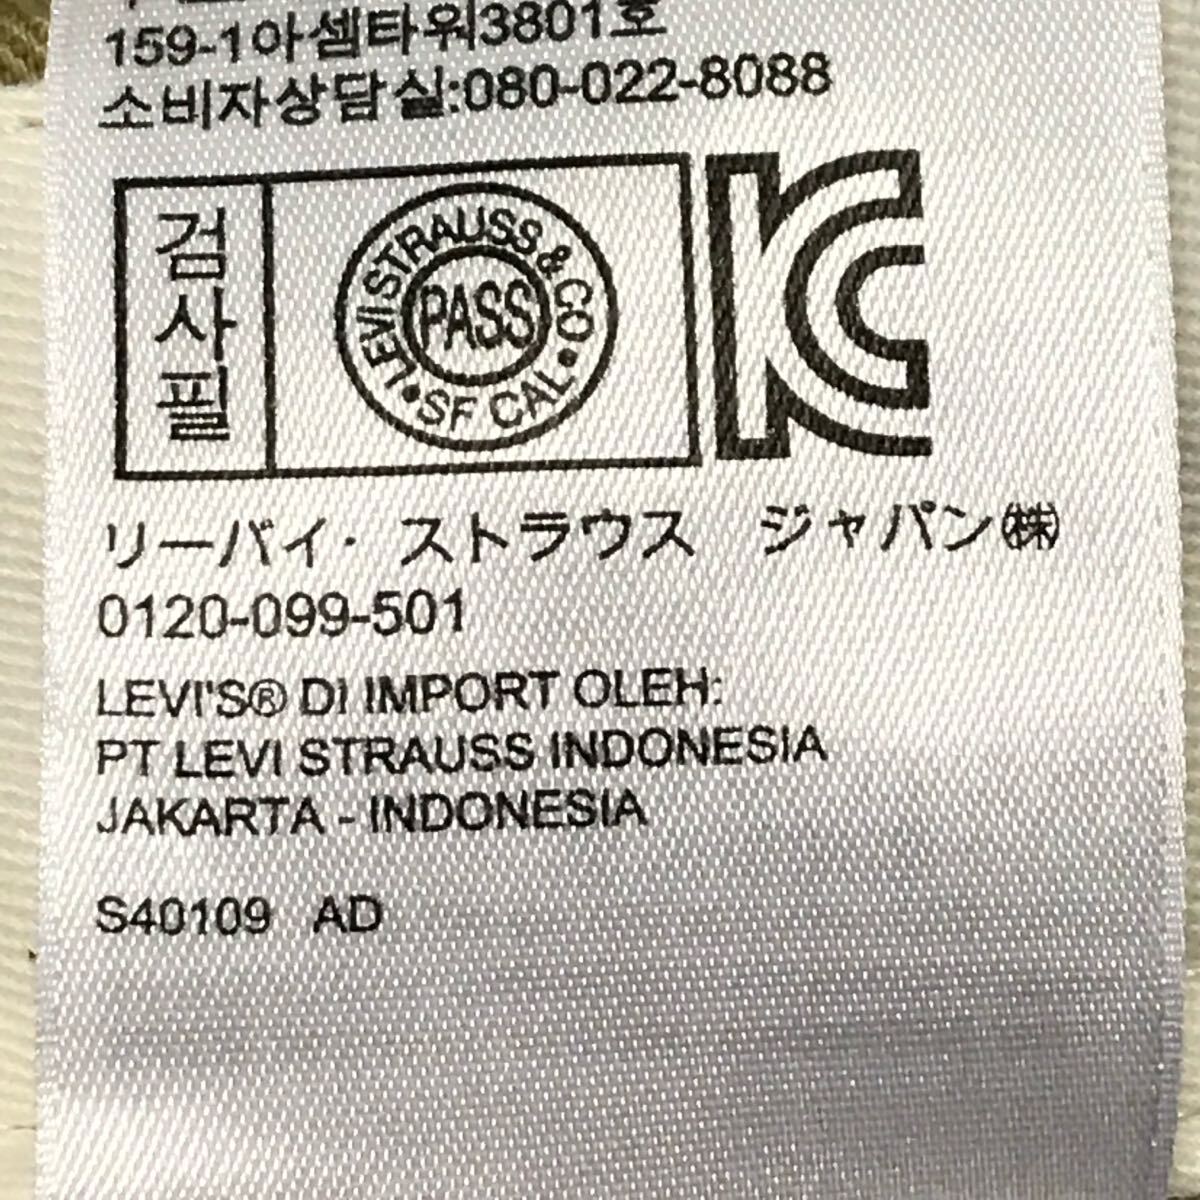 159-1아셈타워3801호
소비자상담실:080-022-8088
검사필
LEVI STRAUSS & CO • SF CAL •
PASS
KC
リーバイ・ストラウス ジャパン㈱
0120-099-501
LEVI'S® DI IMPORT OLEH:
PT LEVI STRAUSS INDONESIA
JAKARTA - INDONESIA
S40109 AD